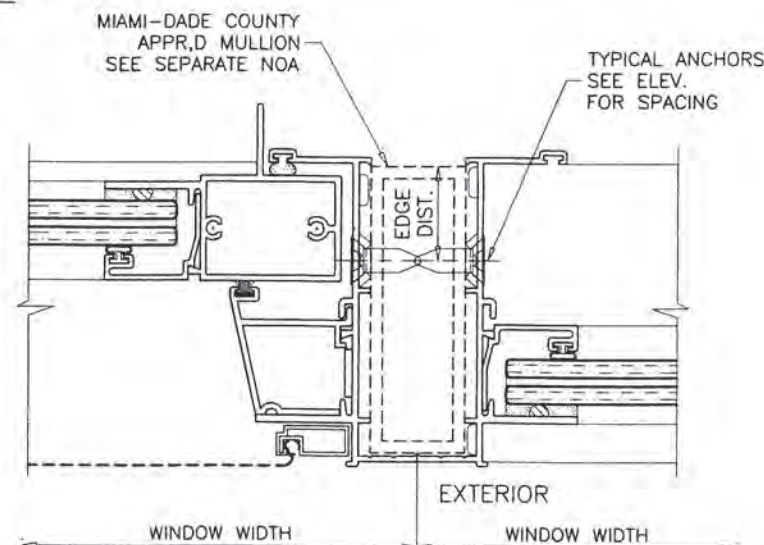 MIAMI-DADE COUNTY
APPR,D MULLION
SEE SEPARATE NOA
TYPICAL ANCHORS
SEE ELEV.
FOR SPACING
EDGE
DIST.
EXTERIOR
WINDOW WIDTH
WINDOW WIDTH